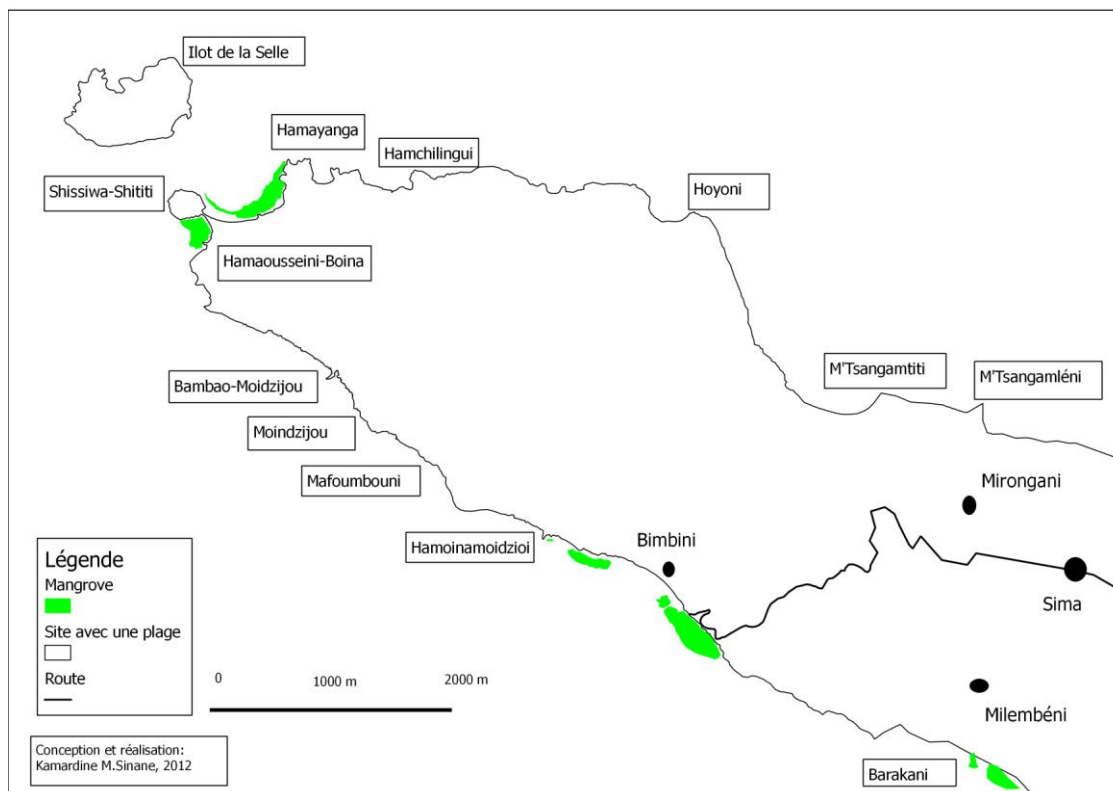 Ilot de la Selle
Hamayanga
Hamchilingui
Shissiwa-Shititi
Hoyoni
Hamaousseini-Boina
M'Tsangamtiti
M'Tsangamléni
Bambao-Moidzijou
Moindzijou
Mafoumbouni
Mirongani
Hamoinamoidzioi
Bimbini
Sima
Milembéni
Barakani
Légende
Mangrove
Site avec une plage
Route
0 1000 m 2000 m
Conception et réalisation:
Kamardine M.Sinane, 2012